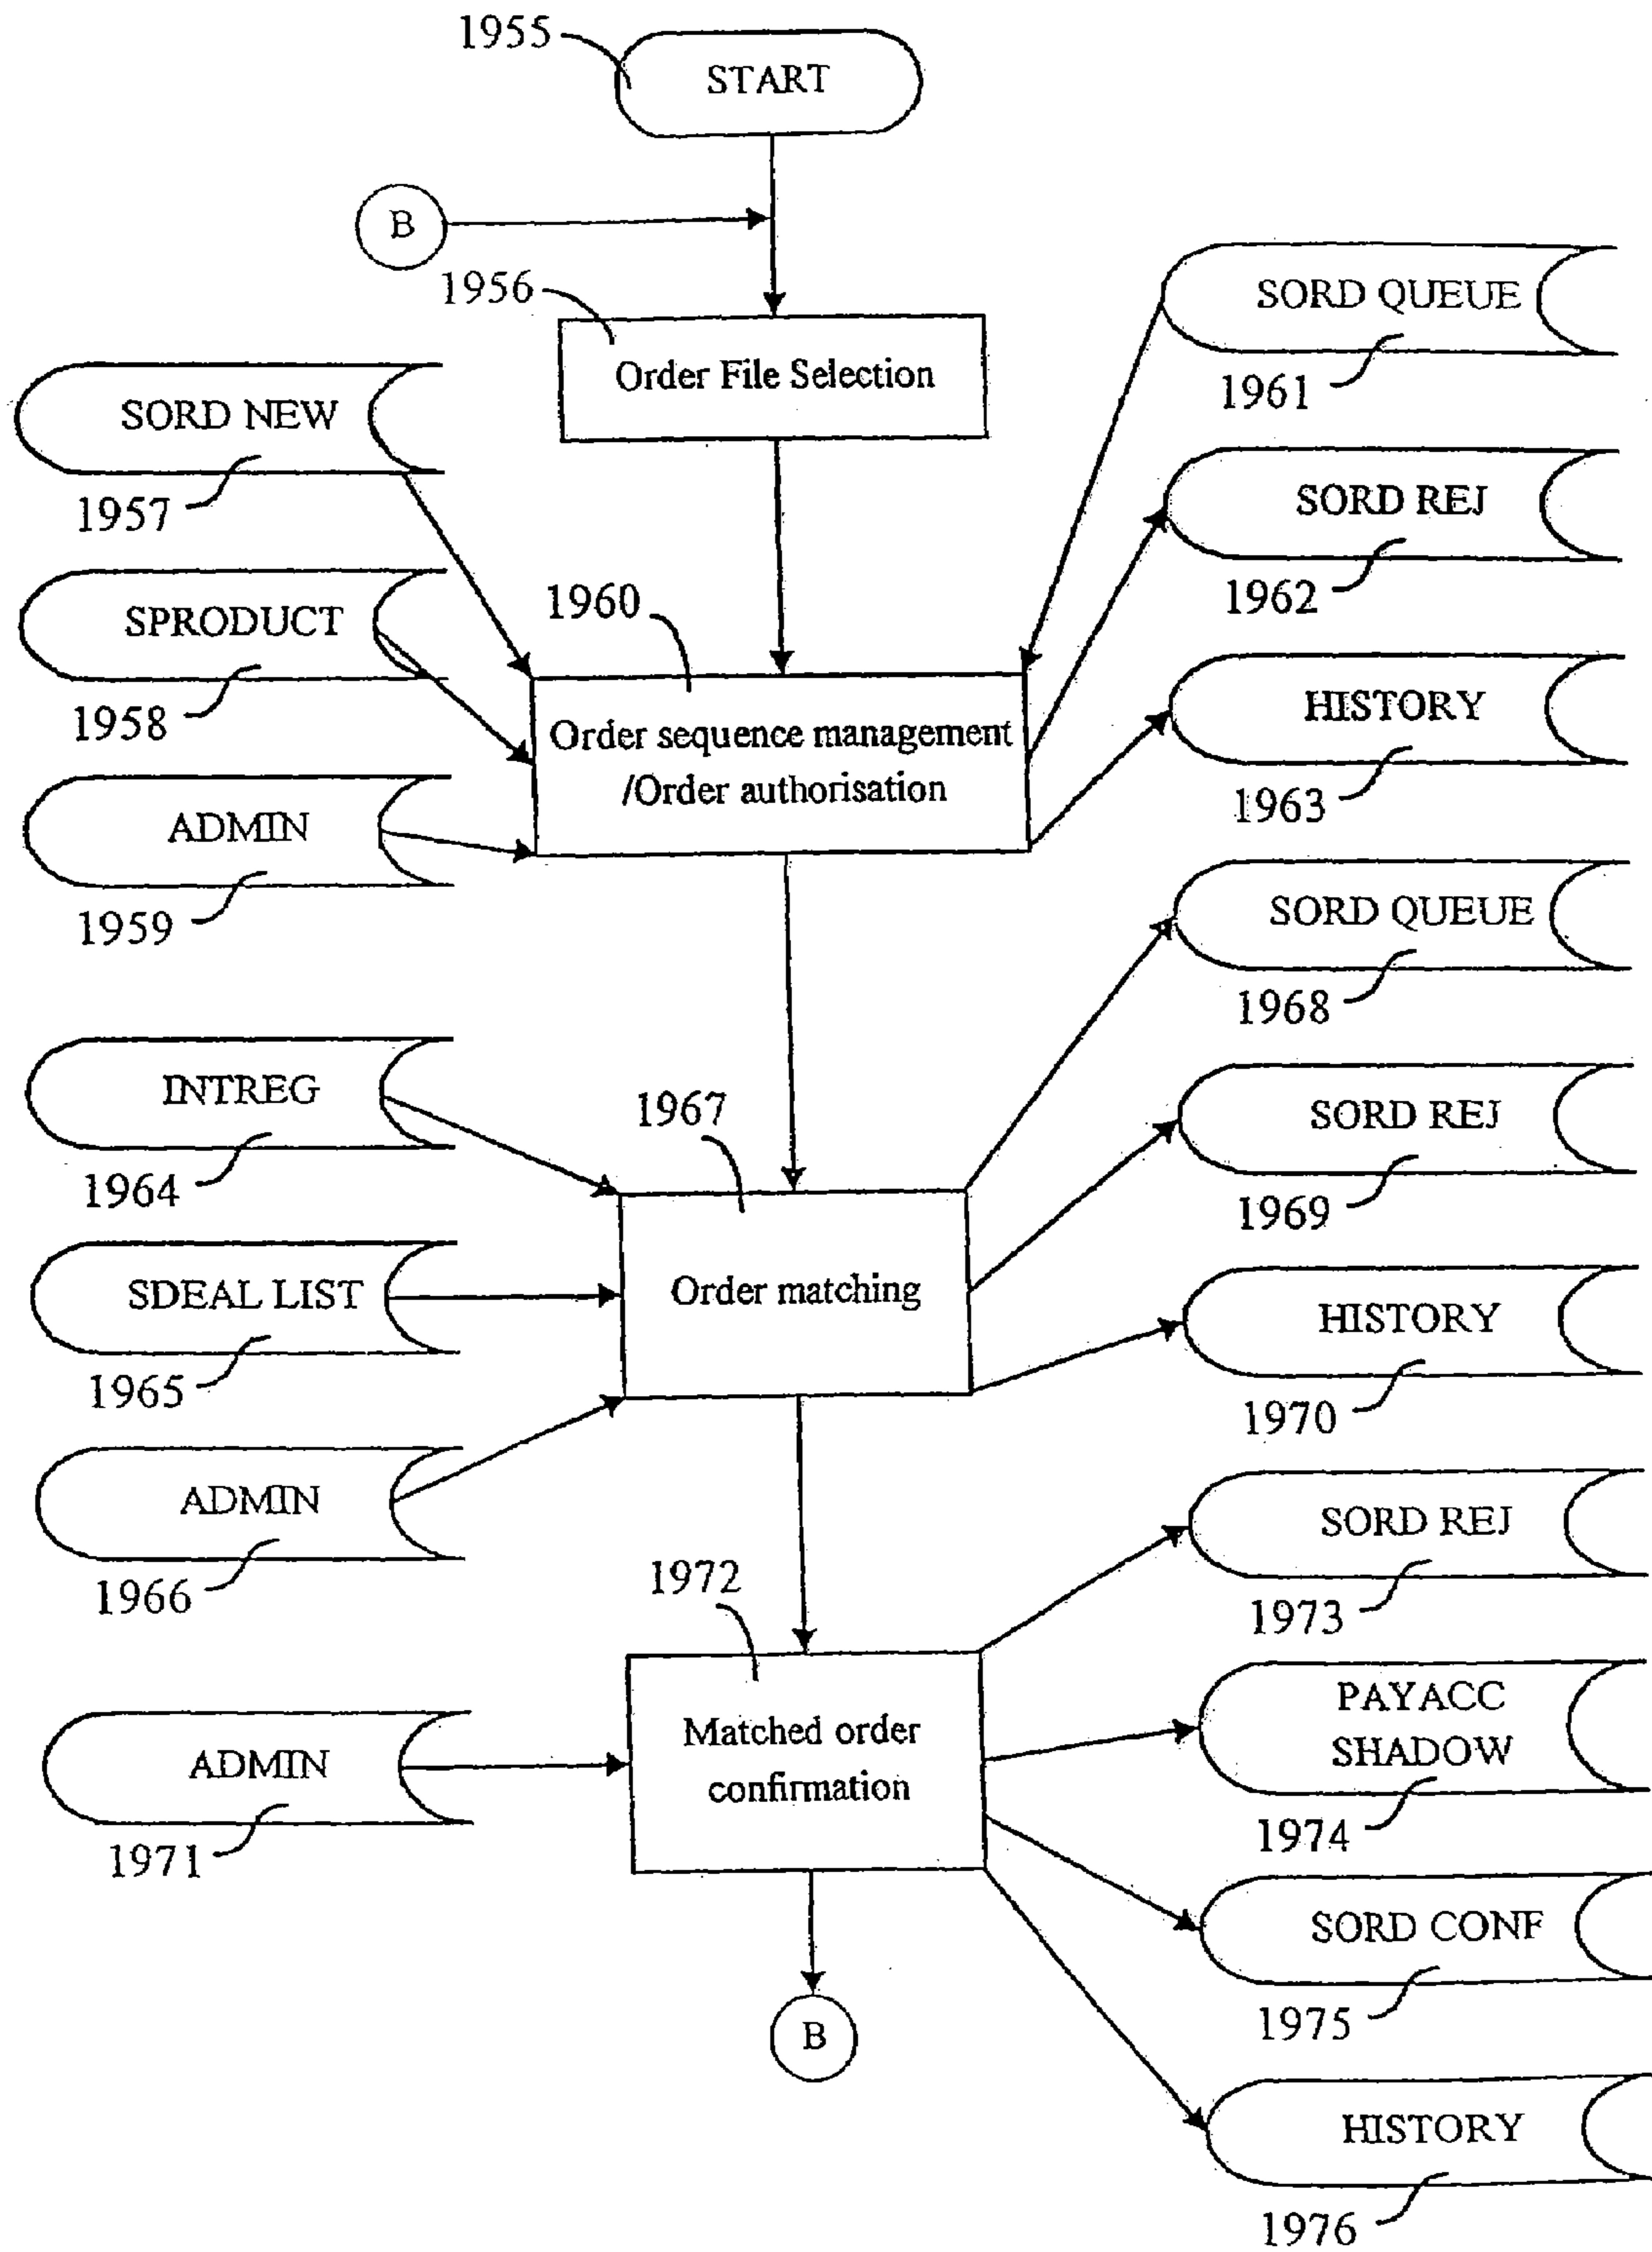 1955
START
B
1956
SORD QUEUE
Order File Selection
1961
SORD NEW
1957
SORD REJ
1962
SPRODUCT
1958
1960
HISTORY
1963
Order sequence management
/Order authorisation
ADMIN
1959
SORD QUEUE
1968
INTREG
1964
1967
SORD REJ
1969
SDEAL LIST
1965
Order matching
HISTORY
1970
ADMIN
1966
SORD REJ
1973
1972
PAYACC
SHADOW
1974
ADMIN
1971
Matched order
confirmation
SORD CONF
1975
B
HISTORY
1976